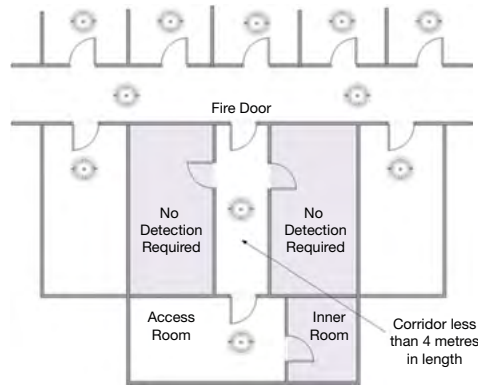 Fire Door
No
Detection
Required
No
Detection
Required
Access
Room
Inner
Room
Corridor less
than 4 metres
in length